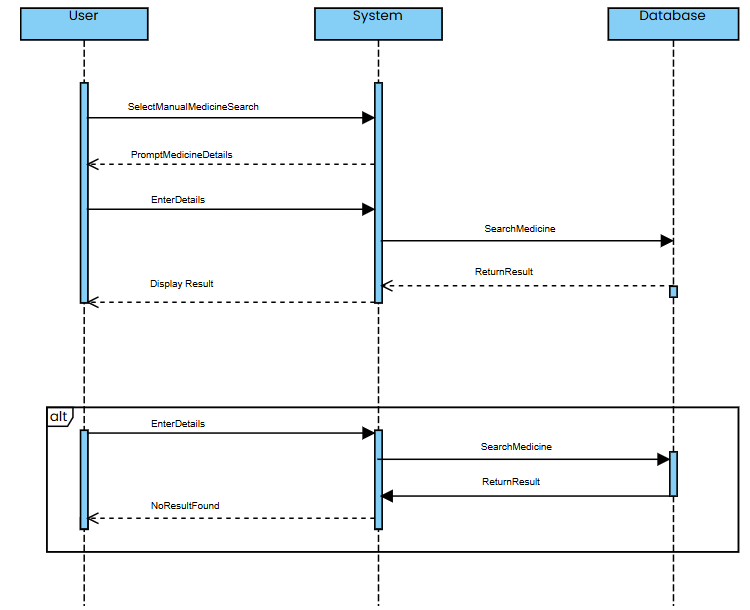 User
System
Database
SelectManualMedicineSearch
PromptMedicineDetails
EnterDetails
SearchMedicine
ReturnResult
Display Result
alt
EnterDetails
SearchMedicine
ReturnResult
NoResultFound